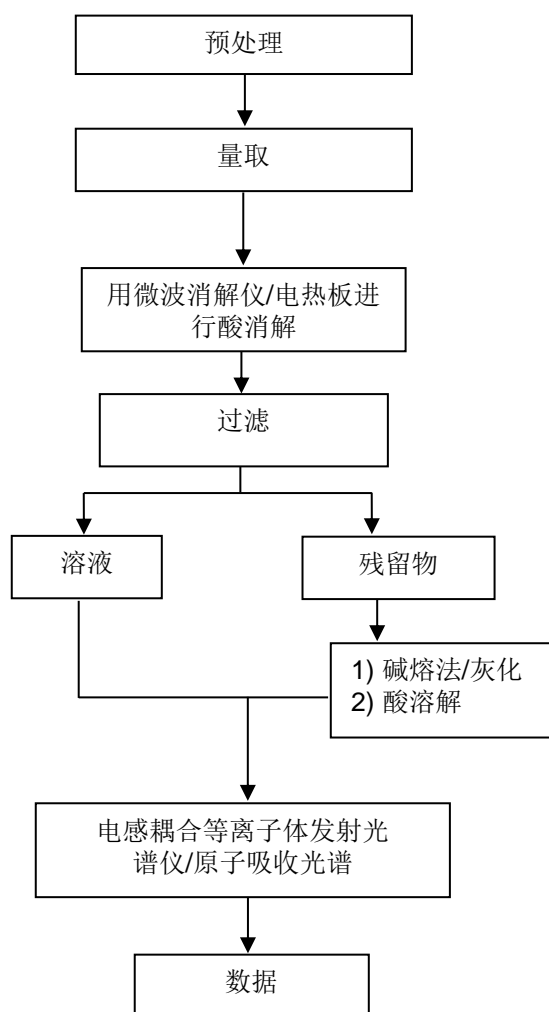 预处理
量取
用微波消解仪/电热板进
行酸消解
过滤
溶液
残留物
1) 碱熔法/灰化
2) 酸溶解
电感耦合等离子体发射光
谱仪/原子吸收光谱
数据